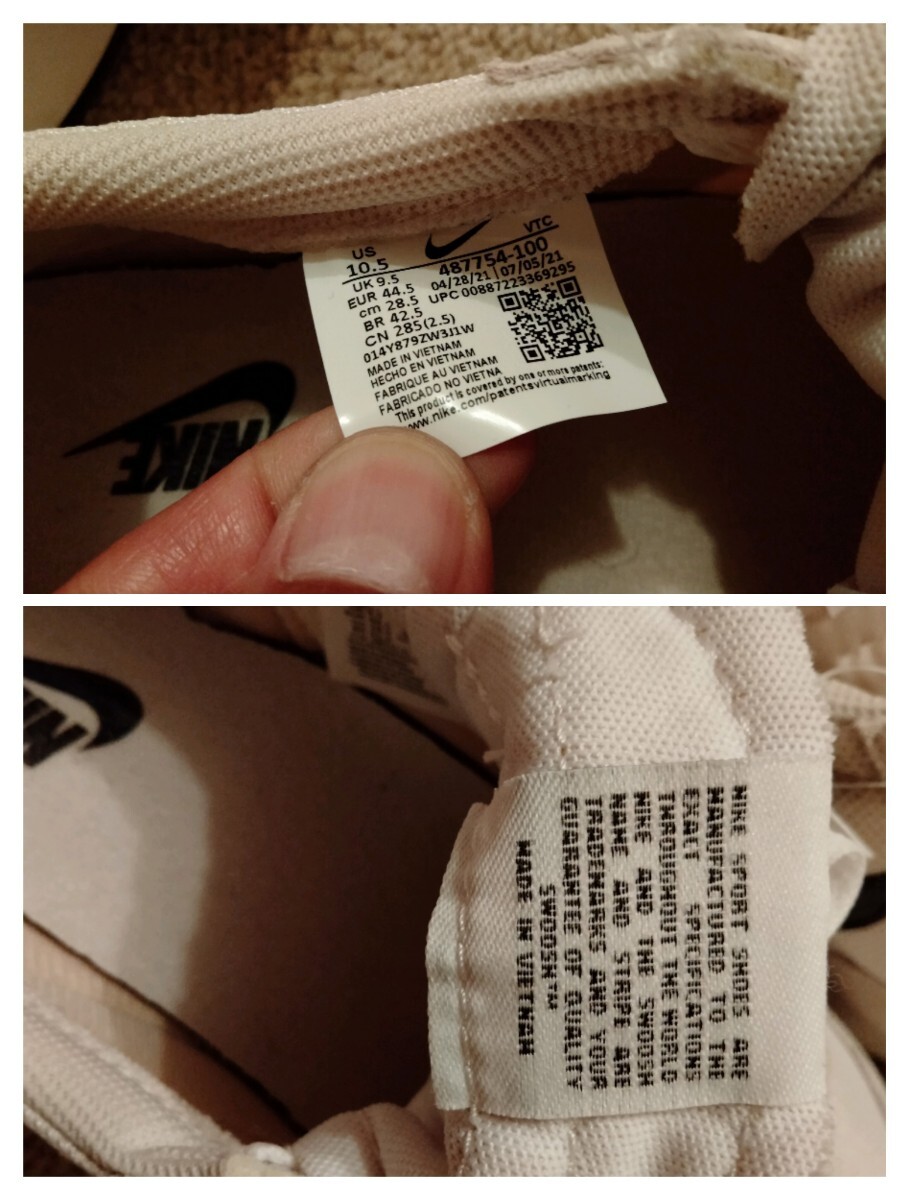 US
10.5
VTC
487754-100
UK 9.5
04/28/21 | 07/05/21
EUR 44.5
UPC 00887223369295
cm 28.5
BR 42.5
CN 285(2.5)
014Y879ZW3J1W
MADE IN VIETNAM
HECHO EN VIETNAM
FABRIQUE AU VIETNAM
FABRICADO NO VIETNA
This product is covered by one or more patents:
www.nike.com/patentsvirtualmarking
NIKE
NIKE SPORT SHOES ARE
MANUFACTURED TO THE
EXACT SPECIFICATIONS
THROUGHOUT THE WORLD
NIKE AND THE SWOOSH
NAME AND STRIPE ARE
TRADEMARKS AND YOUR
GUARANTEE OF QUALITY
SWOOSH™
MADE IN VIETNAM